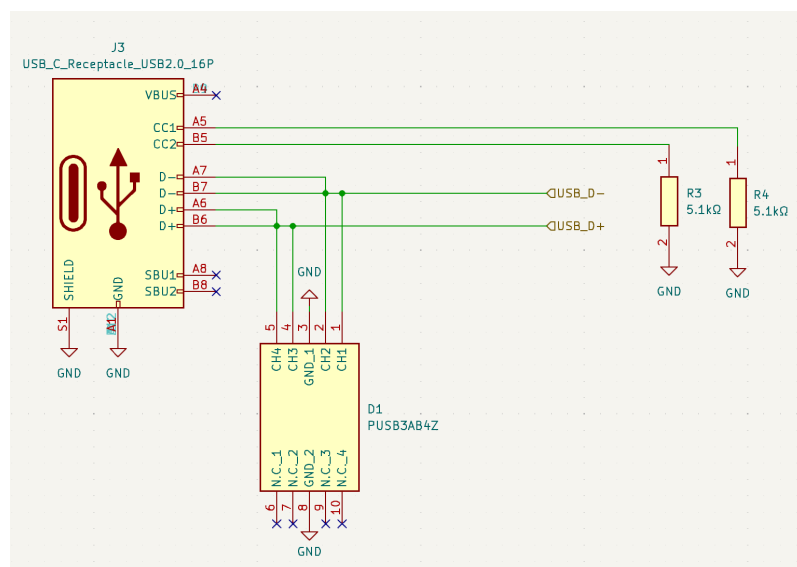 J3
USB_C_Receptacle_USB2.0_16P
VBUS
CC1 A5
CC2 B5
D- A7
D- B7
D+ A6
D+ B6
SBU1 A8
SBU2 B8
SHIELD
GND
S1
GND
GND
USB_D-
USB_D+
1
R3
5.1kΩ
2
GND
1
R4
5.1kΩ
2
GND
GND
5 4 3 2 1
CH4 CH3 GND_1 CH2 CH1
D1
PUSB3AB4Z
N.C._1 N.C._2 GND_2 N.C._3 N.C._4
6 7 8 9 10
GND